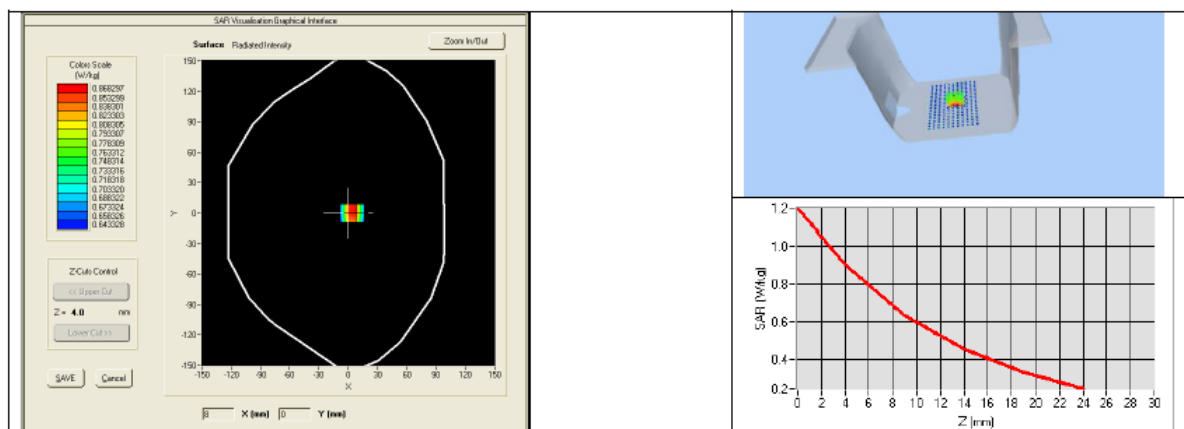 SAR Visualisation Graphical Interface
Surface Radiated Intensity
Zoom In/Out
Colors Scale
(W/kg)
0.868297
0.853299
0.838301
0.823303
0.808305
0.793307
0.778309
0.763312
0.748314
0.733316
0.718318
0.703320
0.688322
0.673324
0.658326
0.643328
Z-Cuts Control
<< Upper Cut
Z = 4.0 mm
Lower Cut >>
SAVE Cancel
150
120
90
60
30
0
-30
-60
-90
-120
-150
Y
-150 -120 -90 -60 -30 0 30 60 90 120 150
X
8 X (mm) 0 Y (mm)
1.2
1.0
0.8
0.6
0.4
0.2
SAR (W/kg)
0 2 4 6 8 10 12 14 16 18 20 22 24 26 28 30
Z (mm)